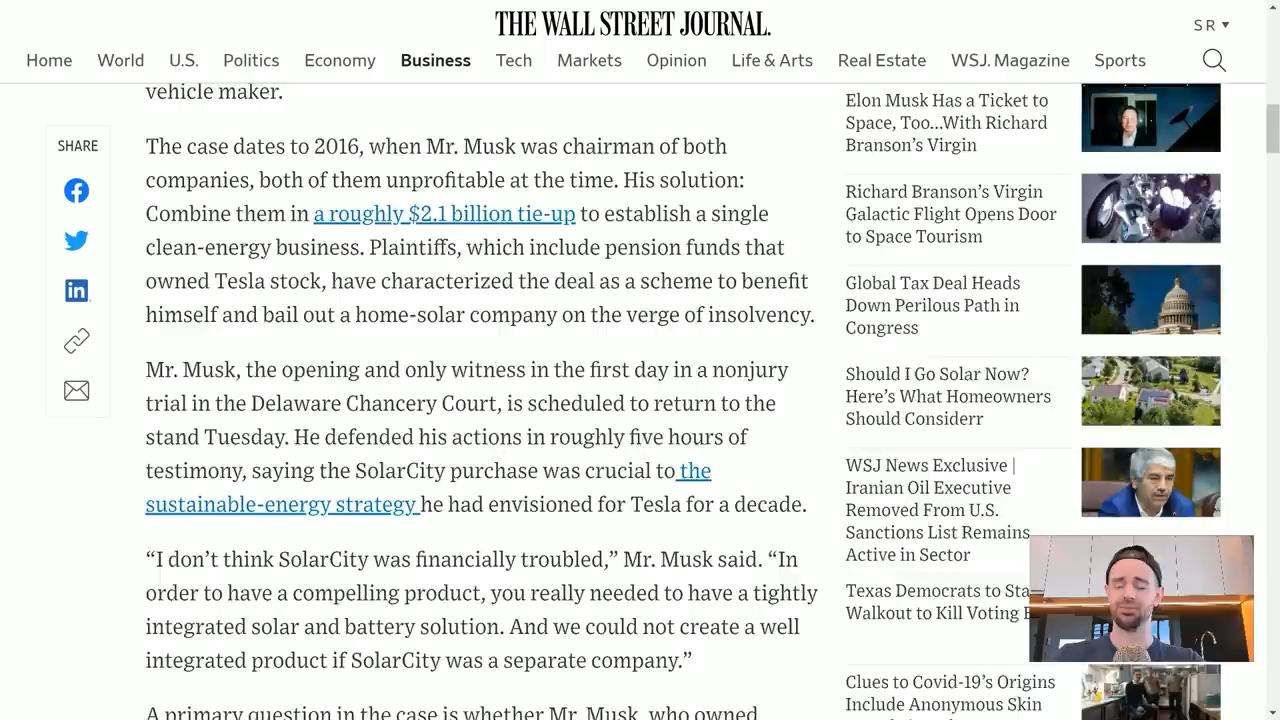 THE WALL STREET JOURNAL.
S R ▼
Home World U.S. Politics Economy Business Tech Markets Opinion Life & Arts Real Estate WSJ. Magazine Sports
vehicle maker.
SHARE
The case dates to 2016, when Mr. Musk was chairman of both
companies, both of them unprofitable at the time. His solution:
Combine them in a roughly $2.1 billion tie-up to establish a single
clean-energy business. Plaintiffs, which include pension funds that
owned Tesla stock, have characterized the deal as a scheme to benefit
himself and bail out a home-solar company on the verge of insolvency.
Mr. Musk, the opening and only witness in the first day in a nonjury
trial in the Delaware Chancery Court, is scheduled to return to the
stand Tuesday. He defended his actions in roughly five hours of
testimony, saying the SolarCity purchase was crucial to the
sustainable-energy strategy he had envisioned for Tesla for a decade.
“I don’t think SolarCity was financially troubled,” Mr. Musk said. “In
order to have a compelling product, you really needed to have a tightly
integrated solar and battery solution. And we could not create a well
integrated product if SolarCity was a separate company.”
A primary question in the case is whether Mr. Musk, who owned
Elon Musk Has a Ticket to
Space, Too...With Richard
Branson’s Virgin
Richard Branson’s Virgin
Galactic Flight Opens Door
to Space Tourism
Global Tax Deal Heads
Down Perilous Path in
Congress
Should I Go Solar Now?
Here’s What Homeowners
Should Considerr
WSJ News Exclusive |
Iranian Oil Executive
Removed From U.S.
Sanctions List Remains
Active in Sector
Texas Democrats to Sta
Walkout to Kill Voting
Clues to Covid-19’s Origins
Include Anonymous Skin